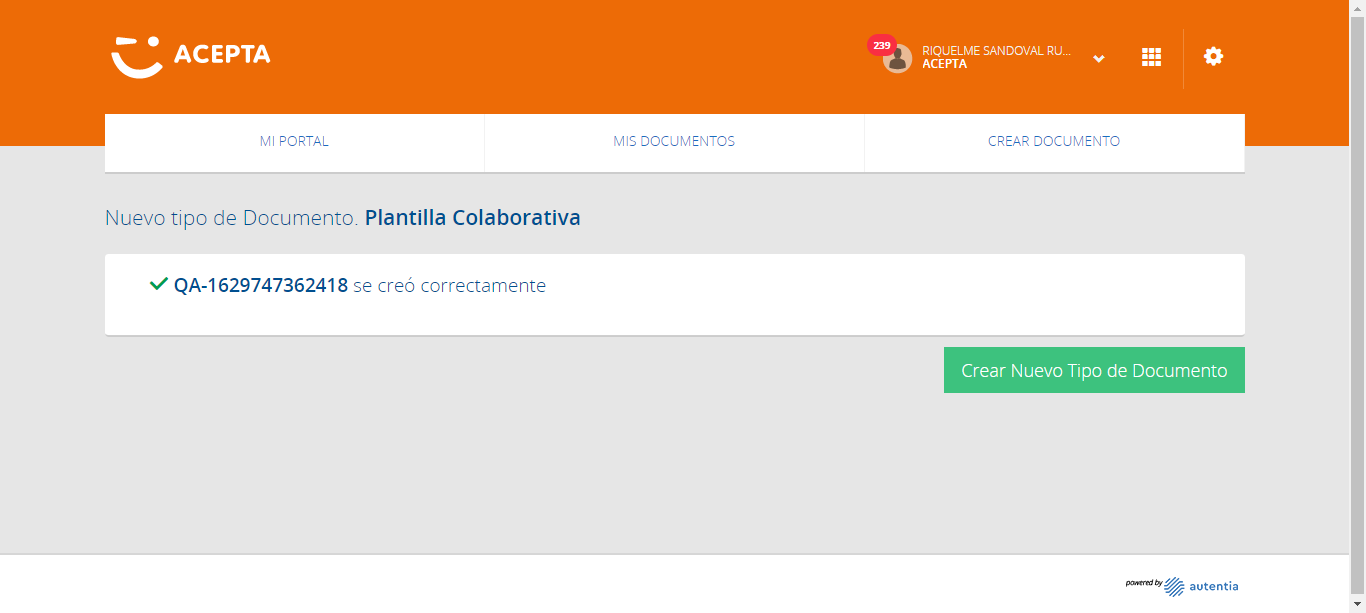 ACEPTA
239
RIQUELME SANDOVAL RU...
ACEPTA
MI PORTAL
MIS DOCUMENTOS
CREAR DOCUMENTO
Nuevo tipo de Documento. Plantilla Colaborativa
QA-1629747362418 se creó correctamente
Crear Nuevo Tipo de Documento
powered by autentia